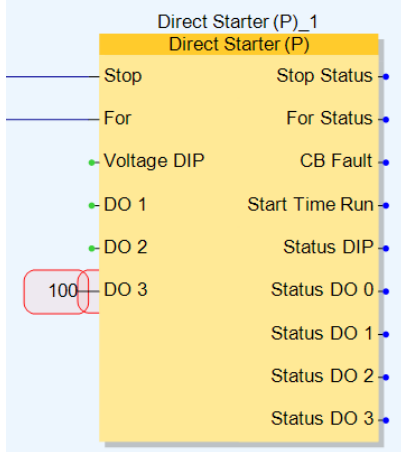 Direct Starter (P)_1
Direct Starter (P)
Stop Stop Status
For For Status
Voltage DIP CB Fault
DO 1 Start Time Run
DO 2 Status DIP
100 DO 3 Status DO 0
Status DO 1
Status DO 2
Status DO 3